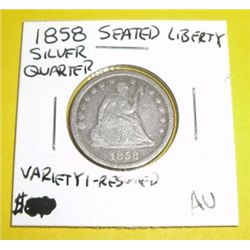 1858 SEATED LIBERTY
SILVER
QUARTER
1858
VARIETY 1-RESUMED
$
AU